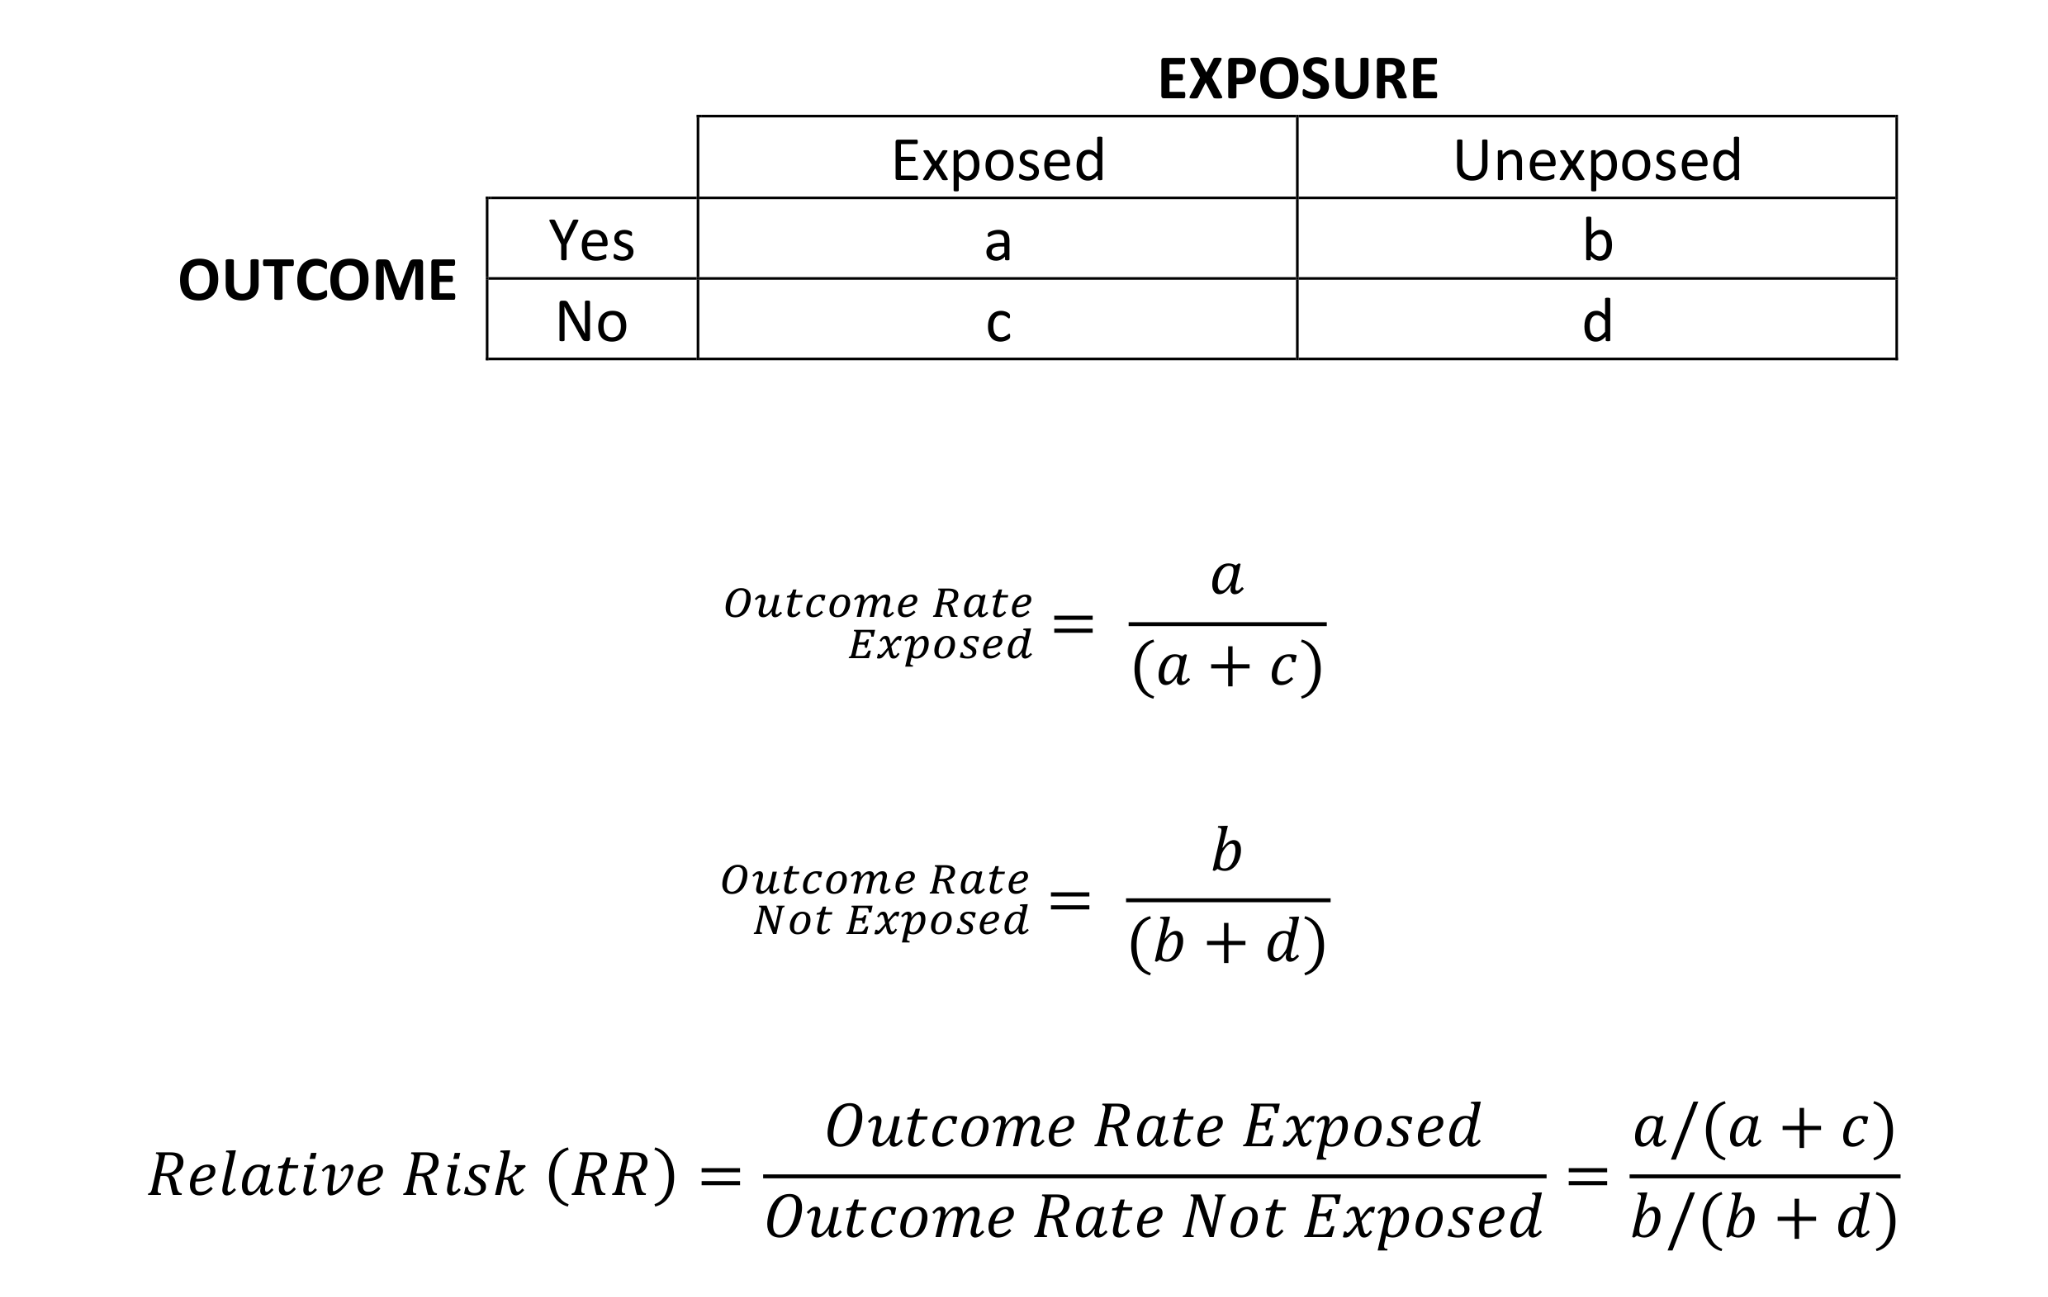 EXPOSURE
Exposed Unexposed
Yes a b
OUTCOME
No c d
Outcome Rate Exposed = a / (a + c)
Outcome Rate Not Exposed = b / (b + d)
Relative Risk (RR) = Outcome Rate Exposed / Outcome Rate Not Exposed = a/(a + c) / b/(b + d)